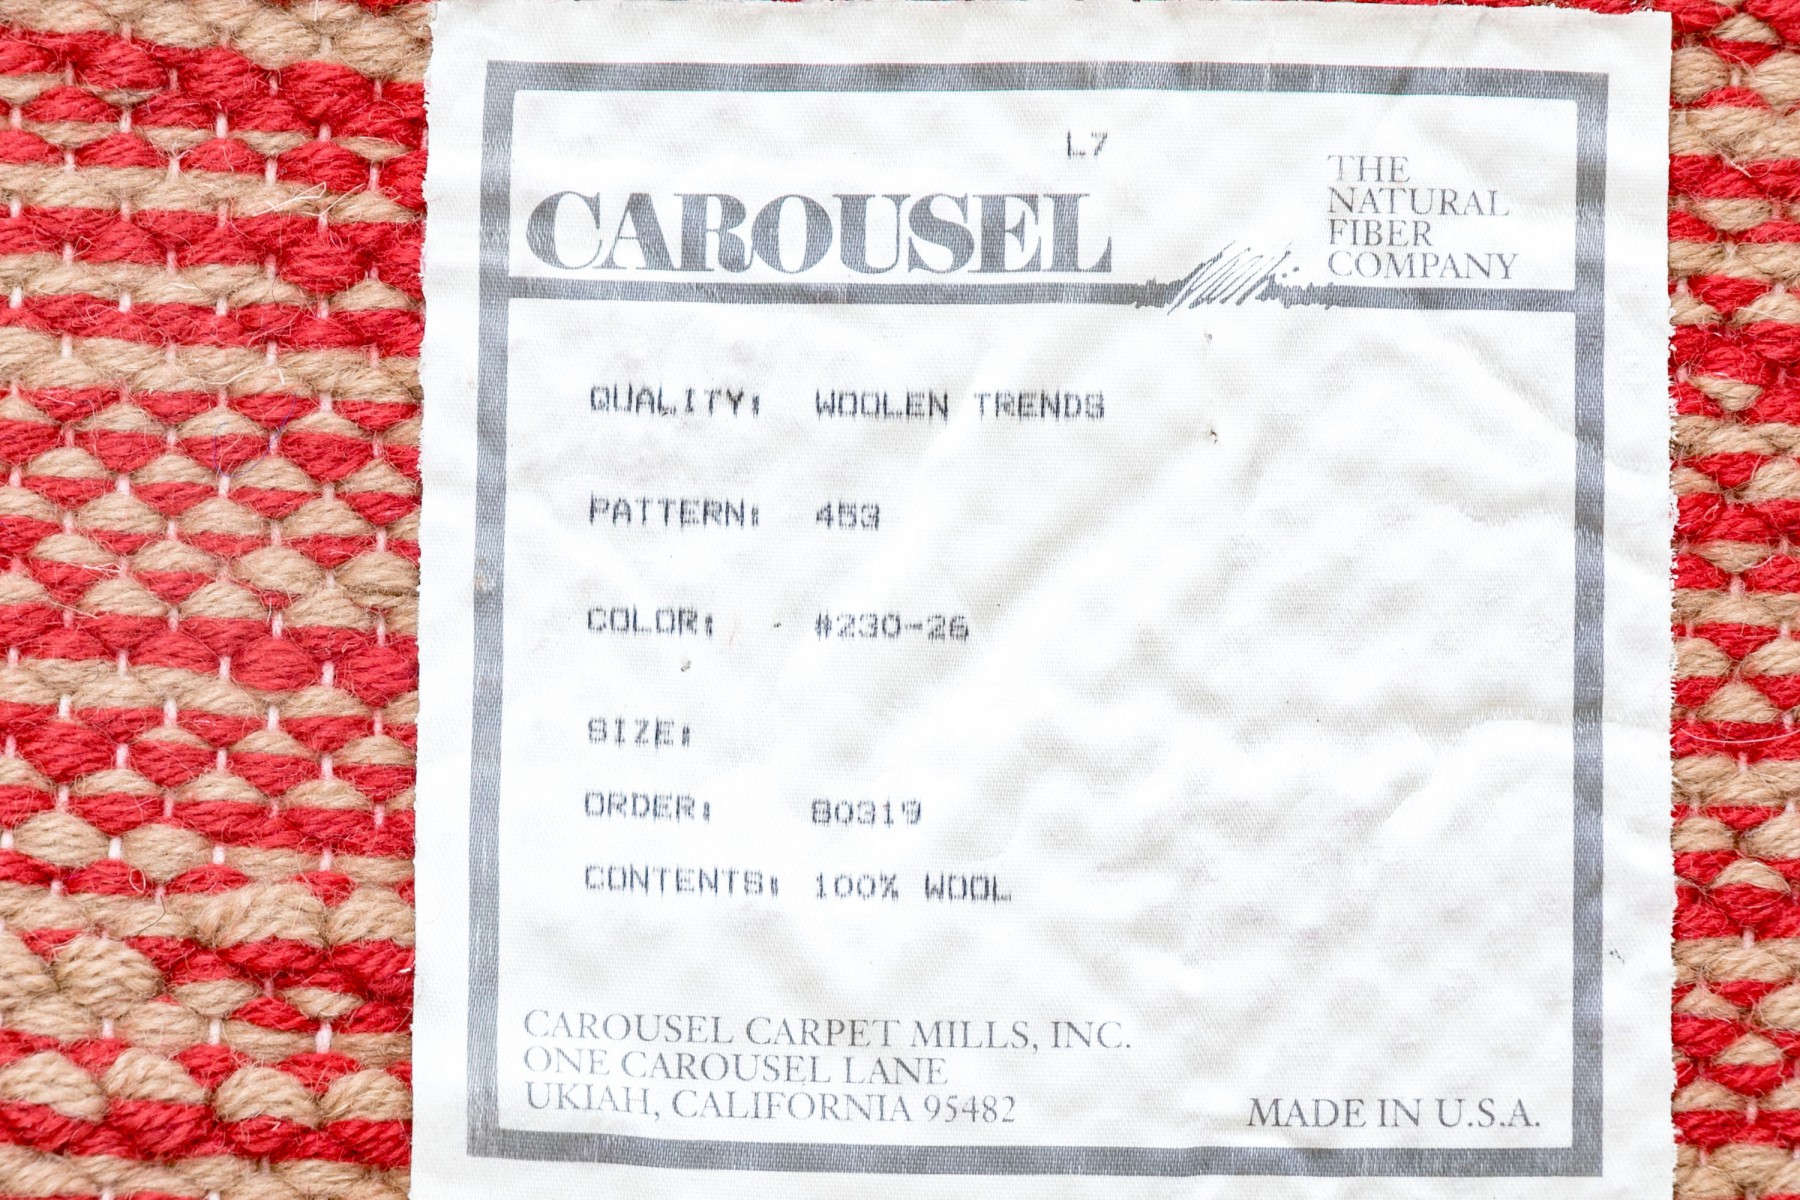 L7
CAROUSEL
THE
NATURAL
FIBER
COMPANY
QUALITY: WOOLEN TRENDS
PATTERN: 453
COLOR: #230-26
SIZE:
ORDER: 80319
CONTENTS: 100% WOOL
CAROUSEL CARPET MILLS, INC.
ONE CAROUSEL LANE
UKIAH, CALIFORNIA 95482
MADE IN U.S.A.